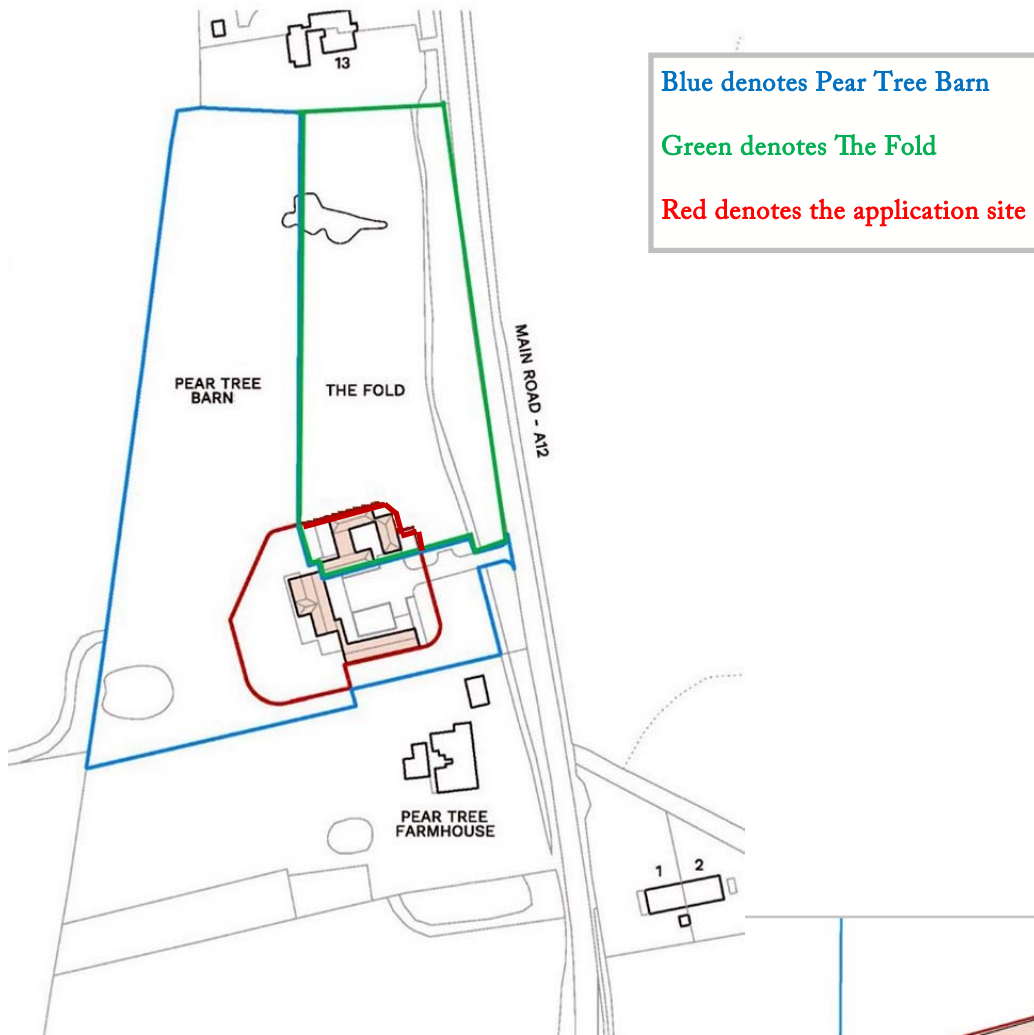 13
Blue denotes Pear Tree Barn
Green denotes The Fold
Red denotes the application site
MAIN ROAD - A12
PEAR TREE
BARN
THE FOLD
PEAR TREE
FARMHOUSE
1 2